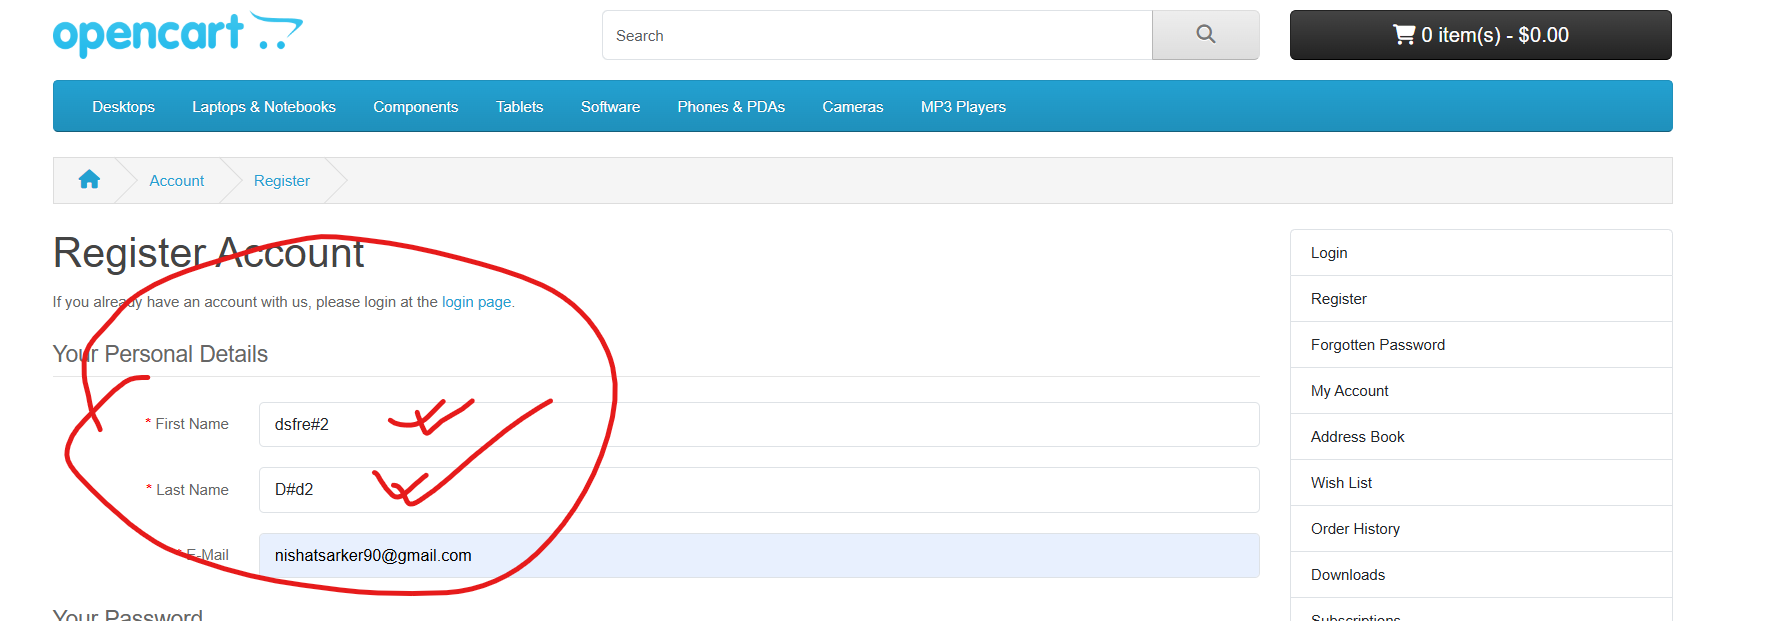 opencart
Search
0 item(s) - $0.00
Desktops Laptops & Notebooks Components Tablets Software Phones & PDAs Cameras MP3 Players
Account Register
Register Account
If you already have an account with us, please login at the login page.
Your Personal Details
* First Name dsfre#2
* Last Name D#d2
* E-Mail nishatsarker90@gmail.com
Your Password
Login
Register
Forgotten Password
My Account
Address Book
Wish List
Order History
Downloads
Subscriptions